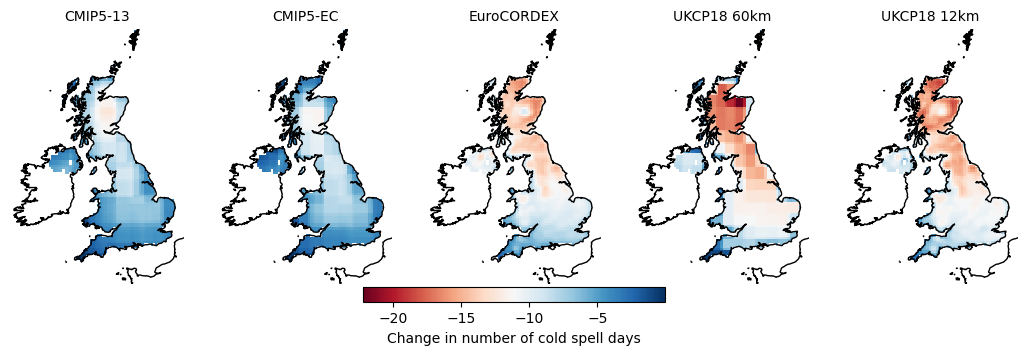 CMIP5-13 CMIP5-EC EuroCORDEX UKCP18 60km UKCP18 12km
−20 −15 −10 −5
Change in number of cold spell days